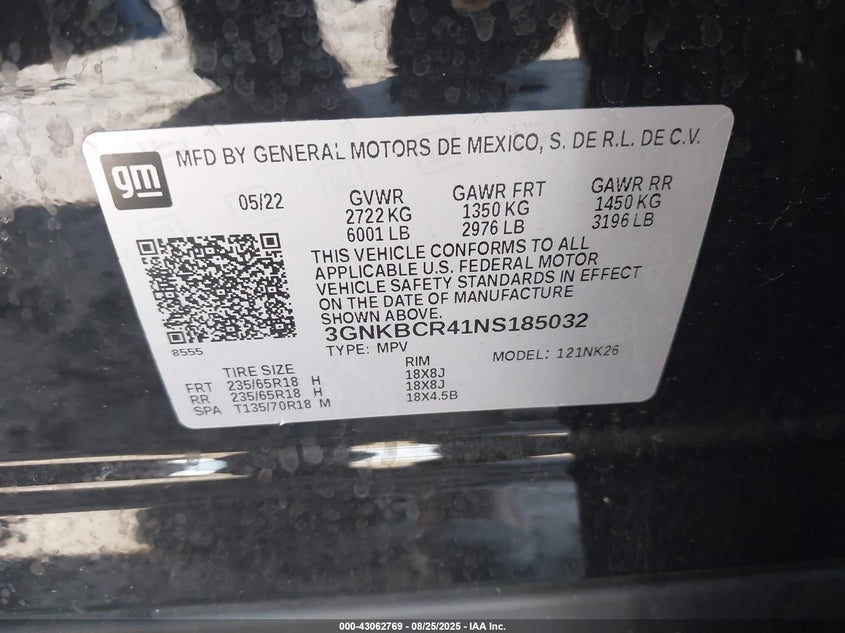 gm
MFD BY GENERAL MOTORS DE MEXICO, S. DE R.L. DE C.V.
05/22 GVWR GAWR FRT GAWR RR
2722 KG 1350 KG 1450 KG
6001 LB 2976 LB 3196 LB
THIS VEHICLE CONFORMS TO ALL
APPLICABLE U.S. FEDERAL MOTOR
VEHICLE SAFETY STANDARDS IN EFFECT
ON THE DATE OF MANUFACTURE
SHOWN ABOVE.
3GNKBCR41NS185032
8555 TYPE: MPV MODEL: 121NK26
TIRE SIZE RIM
FRT 235/65R18 H 18X8J
RR 235/65R18 H 18X8J
SPA T135/70R18 M 18X4.5B
000-43062769 - 08/25/2025 - IAA Inc.